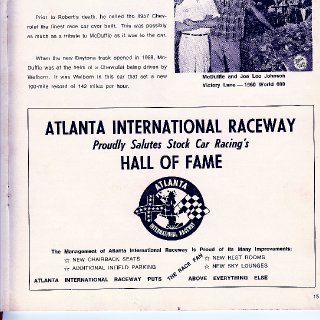 Prior to Robert's death, he called the 1957 Chev-
rolet the finest race car ever built. This was possibly
as much as a tribute to McDuffie as it was to the car.
When the new Daytona track opened in 1959, Mc-
Duffie was at the helm of a Chevrolet being driven by
Welborn. It was Welborn in this car that set a new
100-mile record of 142 miles per hour.
McDuffie and Joe Lee Johnson
Victory Lane — 1960 World 600
ATLANTA INTERNATIONAL RACEWAY
Proudly Salutes Stock Car Racing's
HALL OF FAME
ATLANTA
INTERNATIONAL RACEWAY
The Management of Atlanta International Raceway is Proud of its Many Improvements:
☆ NEW CHAIRBACK SEATS
☆ ADDITIONAL INFIELD PARKING
☆ NEW REST ROOMS
☆ NEW SKY LOUNGES
ATLANTA INTERNATIONAL RACEWAY PUTS THE RACE FAN ABOVE EVERYTHING ELSE
15